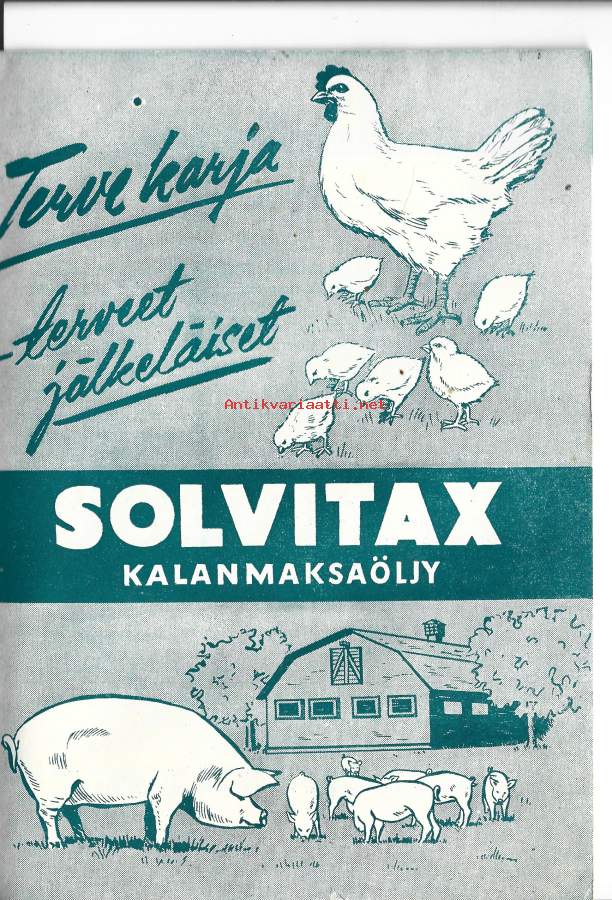 Terve karja
-terveet
jälkeläiset
Antikvariaatti.net
SOLVITAX
KALANMAKSAÖLJY